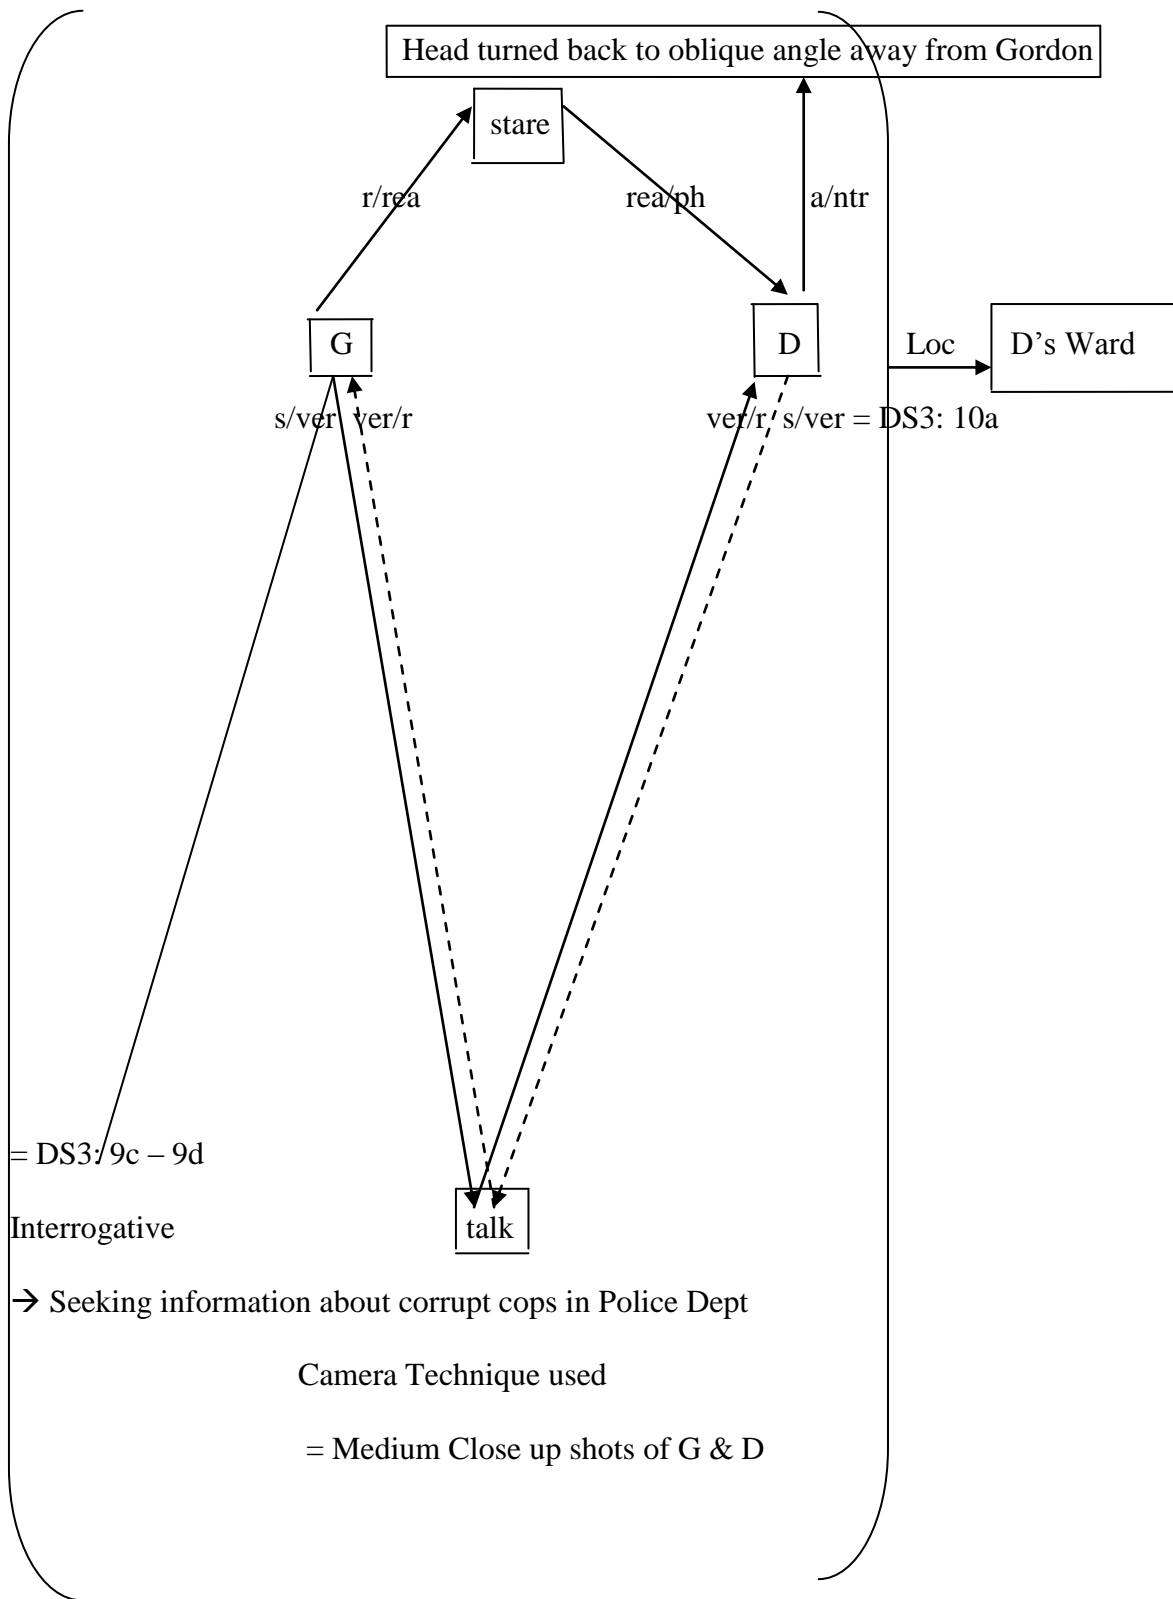 Head turned back to oblique angle away from Gordon
stare
r/rea rea/ph a/ntr
G D Loc D’s Ward
s/ver ver/r ver/r s/ver = DS3: 10a
= DS3: 9c – 9d
Interrogative talk
→ Seeking information about corrupt cops in Police Dept
Camera Technique used
= Medium Close up shots of G & D